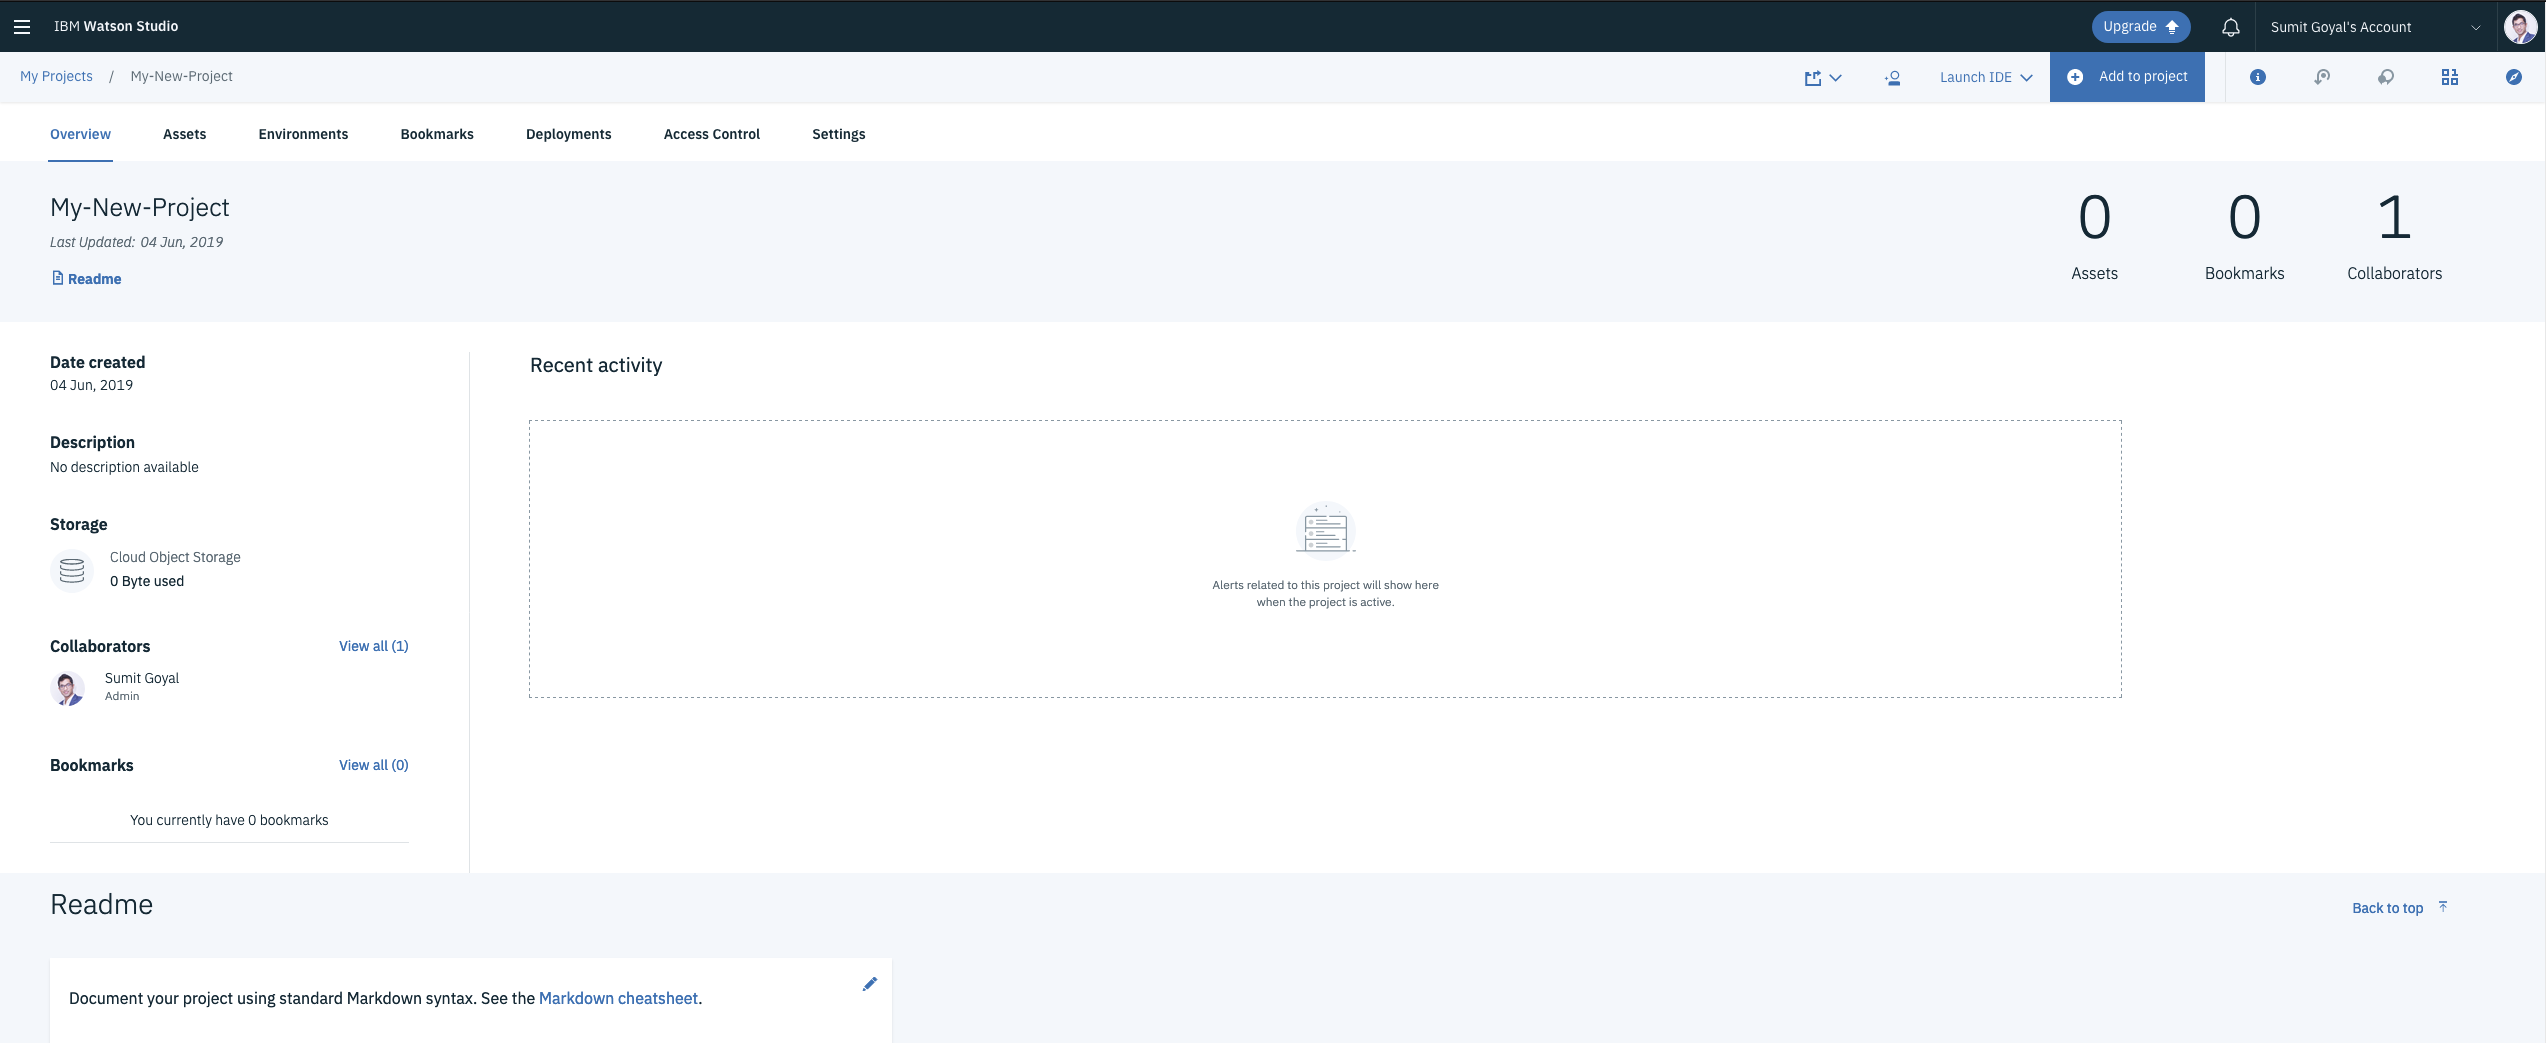 IBM Watson Studio
Upgrade
Sumit Goyal's Account
My Projects / My-New-Project
Launch IDE
Add to project
Overview
Assets
Environments
Bookmarks
Deployments
Access Control
Settings
My-New-Project
Last Updated: 04 Jun, 2019
Readme
0
Assets
0
Bookmarks
1
Collaborators
Date created
04 Jun, 2019
Description
No description available
Storage
Cloud Object Storage
0 Byte used
Collaborators
View all (1)
Sumit Goyal
Admin
Bookmarks
View all (0)
You currently have 0 bookmarks
Recent activity
Alerts related to this project will show here
when the project is active.
Readme
Back to top
Document your project using standard Markdown syntax. See the Markdown cheatsheet.